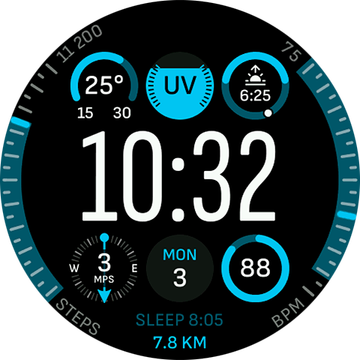 11 200
75
25°
15 30
UV
6:25
10:32
W 3 E
MPS
MON
3
88
STEPS
BPM
SLEEP 8:05
7.8 KM